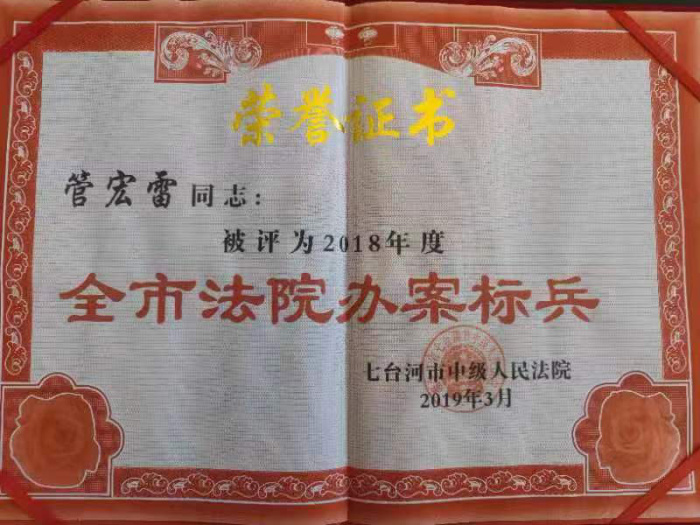 荣誉证书
管宏雷同志：
被评为2018年度
全市法院办案标兵
七台河市中级人民法院
2019年3月